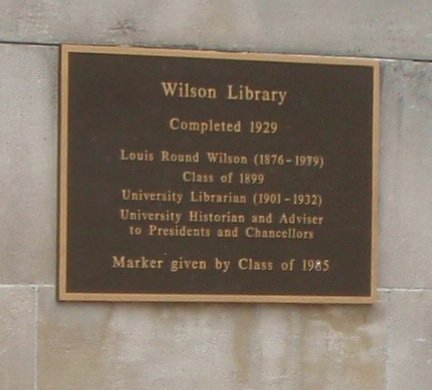 Wilson Library
Completed 1929
Louis Round Wilson (1876-1979)
Class of 1899
University Librarian (1901-1932)
University Historian and Adviser
to Presidents and Chancellors
Marker given by Class of 1985